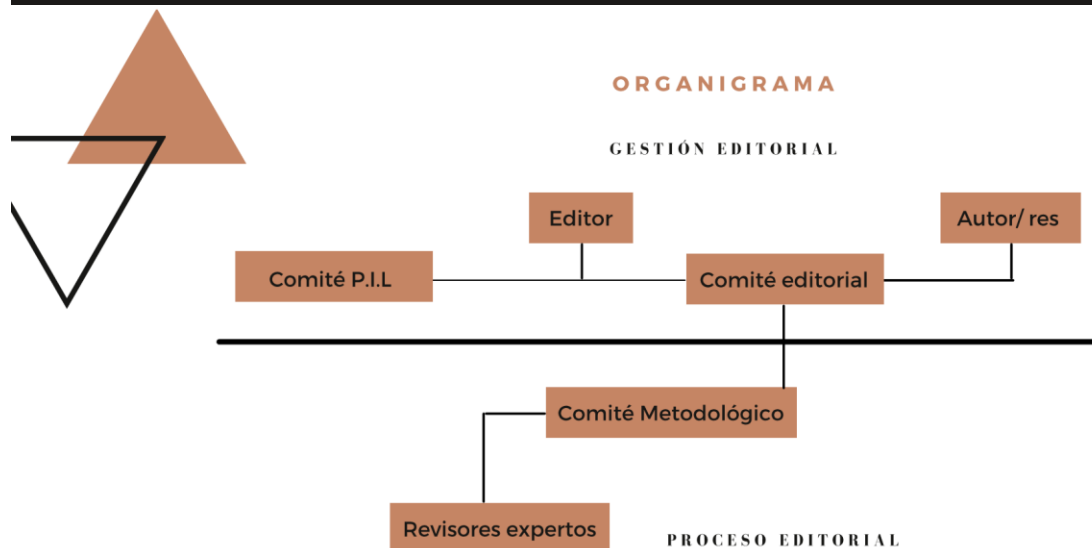 ORGANIGRAMA
GESTIÓN EDITORIAL
Editor
Autor/ res
Comité P.I.L
Comité editorial
Comité Metodológico
Revisores expertos
PROCESO EDITORIAL